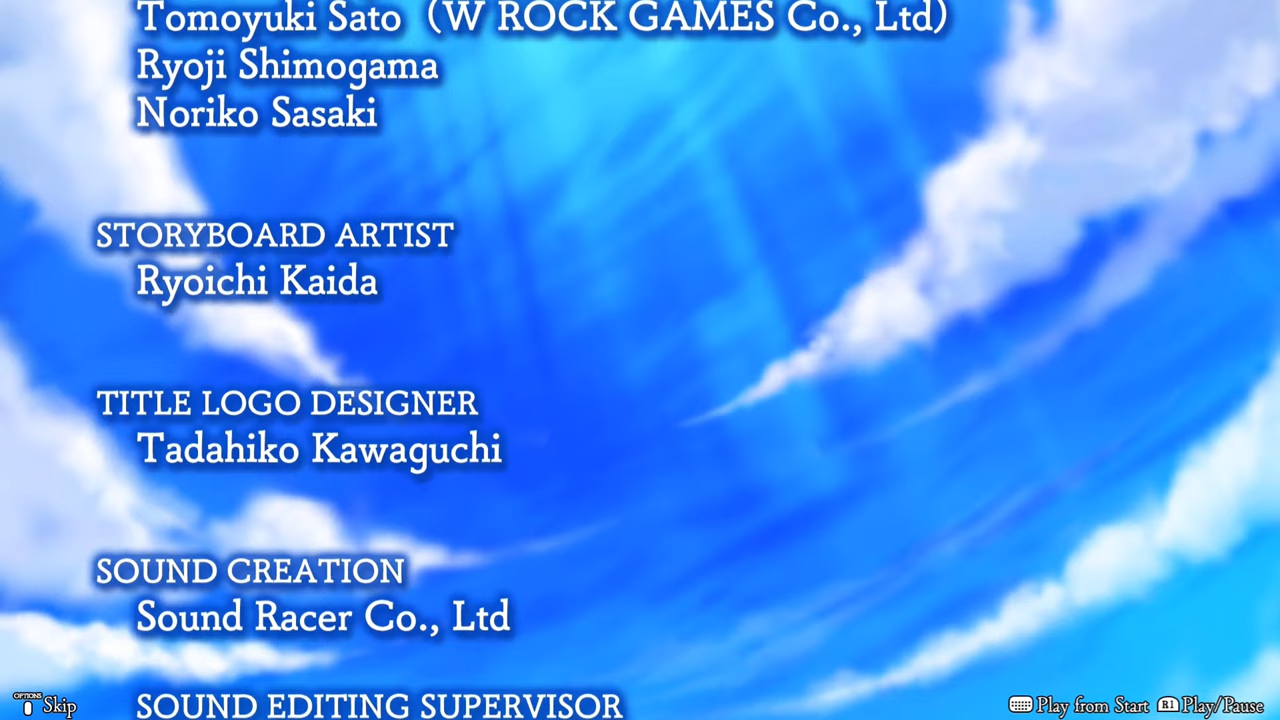 Tomoyuki Sato（W ROCK GAMES Co., Ltd）
Ryoji Shimogama
Noriko Sasaki
STORYBOARD ARTIST
Ryoichi Kaida
TITLE LOGO DESIGNER
Tadahiko Kawaguchi
SOUND CREATION
Sound Racer Co., Ltd
SOUND EDITING SUPERVISOR
OPTIONS Skip
Play from Start R1 Play/Pause